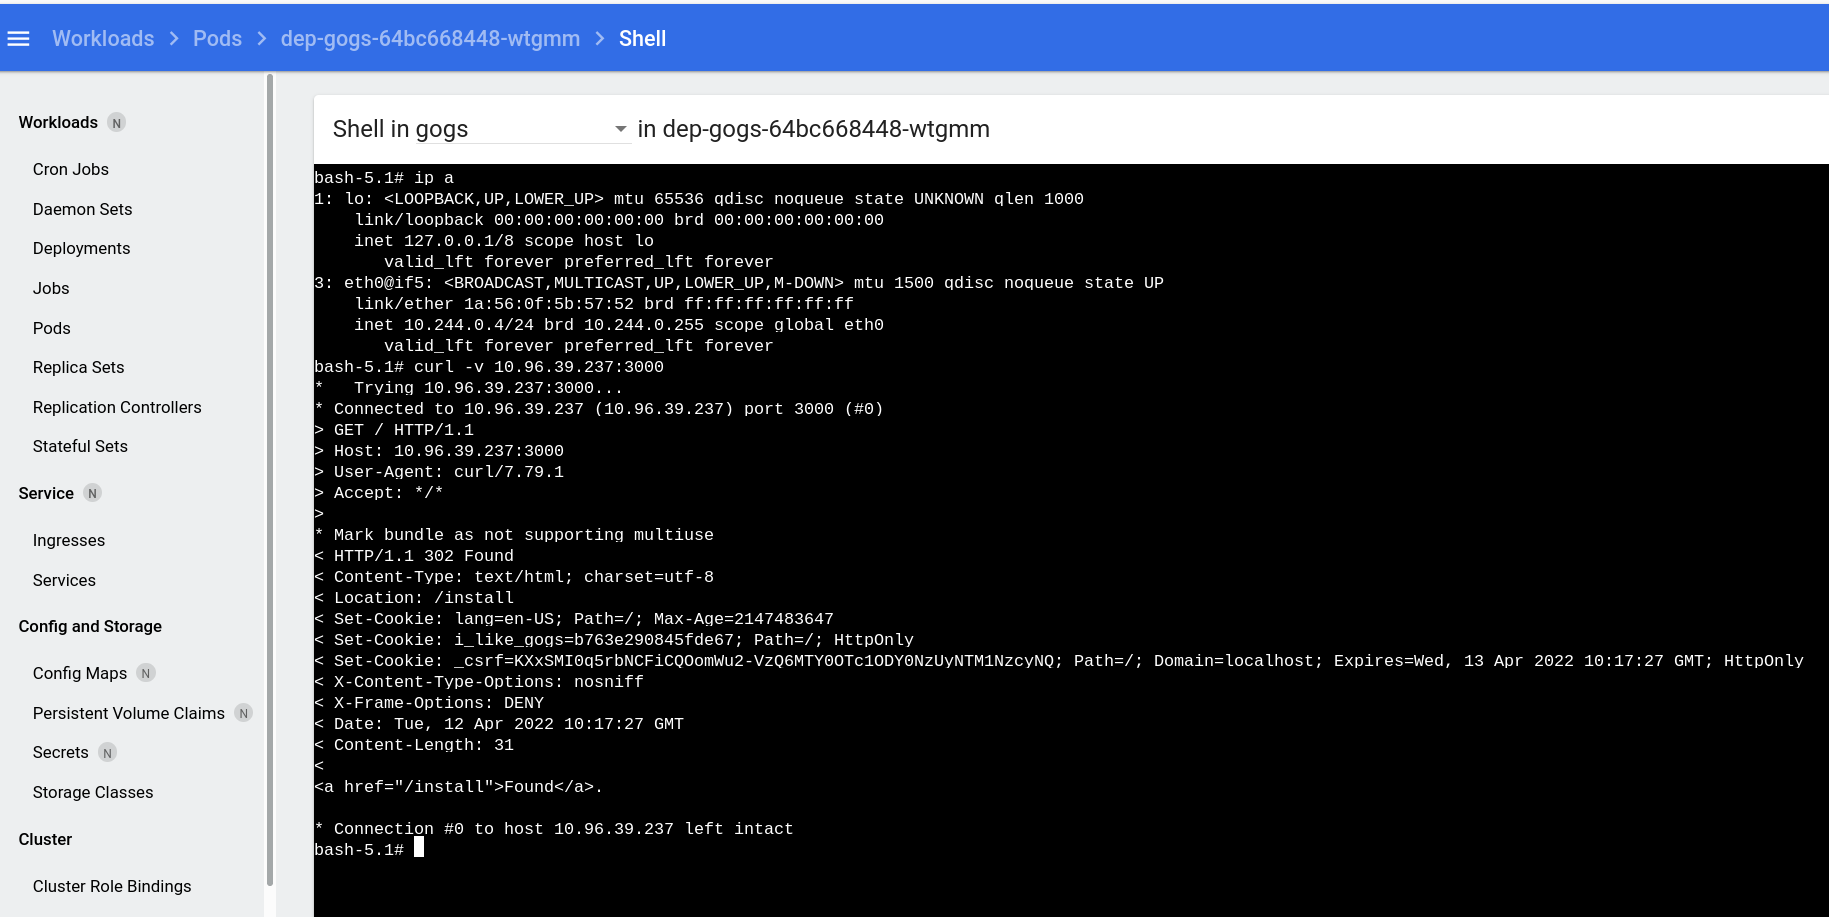 Workloads > Pods > dep-gogs-64bc668448-wtgmm > Shell
Workloads N
Cron Jobs
Daemon Sets
Deployments
Jobs
Pods
Replica Sets
Replication Controllers
Stateful Sets
Service N
Ingresses
Services
Config and Storage
Config Maps N
Persistent Volume Claims N
Secrets N
Storage Classes
Cluster
Cluster Role Bindings
Shell in gogs in dep-gogs-64bc668448-wtgmm
bash-5.1# ip a
1: lo: <LOOPBACK,UP,LOWER_UP> mtu 65536 qdisc noqueue state UNKNOWN qlen 1000
    link/loopback 00:00:00:00:00:00 brd 00:00:00:00:00:00
    inet 127.0.0.1/8 scope host lo
       valid_lft forever preferred_lft forever
3: eth0@if5: <BROADCAST,MULTICAST,UP,LOWER_UP,M-DOWN> mtu 1500 qdisc noqueue state UP
    link/ether 1a:56:0f:5b:57:52 brd ff:ff:ff:ff:ff:ff
    inet 10.244.0.4/24 brd 10.244.0.255 scope global eth0
       valid_lft forever preferred_lft forever
bash-5.1# curl -v 10.96.39.237:3000
*   Trying 10.96.39.237:3000...
* Connected to 10.96.39.237 (10.96.39.237) port 3000 (#0)
> GET / HTTP/1.1
> Host: 10.96.39.237:3000
> User-Agent: curl/7.79.1
> Accept: */*
>
* Mark bundle as not supporting multiuse
< HTTP/1.1 302 Found
< Content-Type: text/html; charset=utf-8
< Location: /install
< Set-Cookie: lang=en-US; Path=/; Max-Age=2147483647
< Set-Cookie: i_like_gogs=b763e290845fde67; Path=/; HttpOnly
< Set-Cookie: _csrf=KXxSMI0q5rbNCFiCQOomWu2-VzQ6MTY0OTc1ODY0NzUyNTM1NzcyNQ; Path=/; Domain=localhost; Expires=Wed, 13 Apr 2022 10:17:27 GMT; HttpOnly
< X-Content-Type-Options: nosniff
< X-Frame-Options: DENY
< Date: Tue, 12 Apr 2022 10:17:27 GMT
< Content-Length: 31
<
<a href="/install">Found</a>.
* Connection #0 to host 10.96.39.237 left intact
bash-5.1#